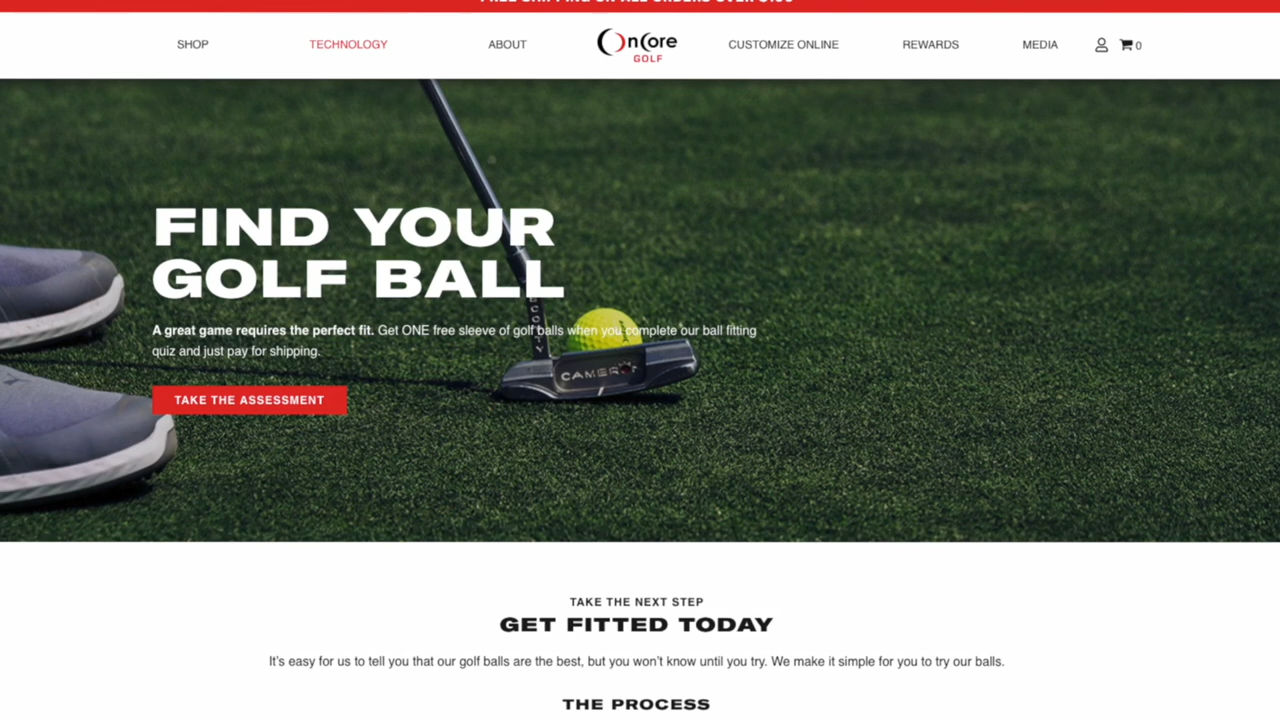 SHOP
TECHNOLOGY
ABOUT
OnCore
GOLF
CUSTOMIZE ONLINE
REWARDS
MEDIA
0
FIND YOUR
GOLF BALL
A great game requires the perfect fit. Get ONE free sleeve of golf balls when you complete our ball fitting
quiz and just pay for shipping.
CAMERON
TAKE THE ASSESSMENT
TAKE THE NEXT STEP
GET FITTED TODAY
It's easy for us to tell you that our golf balls are the best, but you won't know until you try. We make it simple for you to try our balls.
THE PROCESS